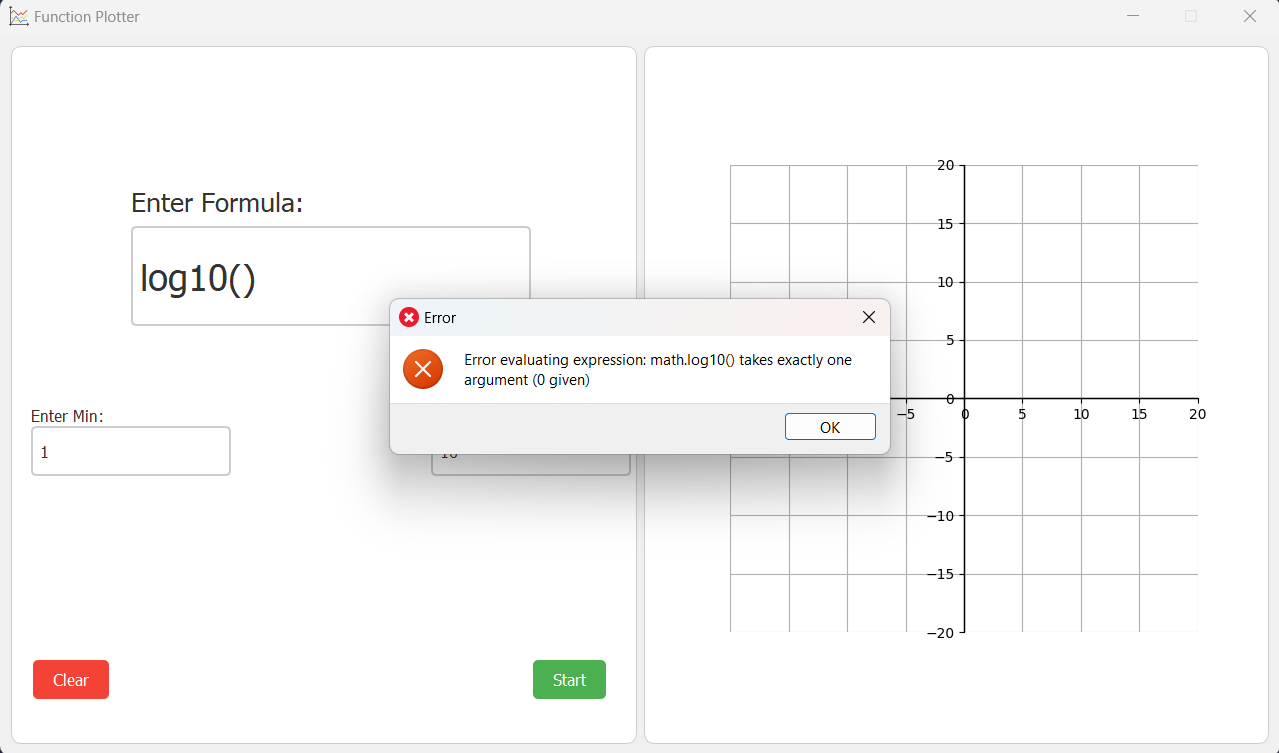 Function Plotter
Enter Formula:
log10()
Error
Error evaluating expression: math.log10() takes exactly one
argument (0 given)
OK
Enter Min:
1
Clear
Start
20
15
10
5
0
−5
0
5
10
15
20
−5
−10
−15
−20